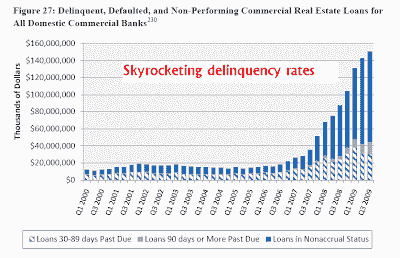 Figure 27: Delinquent, Defaulted, and Non-Performing Commercial Real Estate Loans for
All Domestic Commercial Banks230
Skyrocketing delinquency rates
Thousands of Dollars
$160,000,000
$140,000,000
$120,000,000
$100,000,000
$80,000,000
$60,000,000
$40,000,000
$20,000,000
$0
Q1 2000
Q3 2000
Q1 2001
Q3 2001
Q1 2002
Q3 2002
Q1 2003
Q3 2003
Q1 2004
Q3 2004
Q1 2005
Q3 2005
Q1 2006
Q3 2006
Q1 2007
Q3 2007
Q1 2008
Q3 2008
Q1 2009
Q3 2009
Loans 30-89 days Past Due
Loans 90 days or More Past Due
Loans in Nonaccrual Status